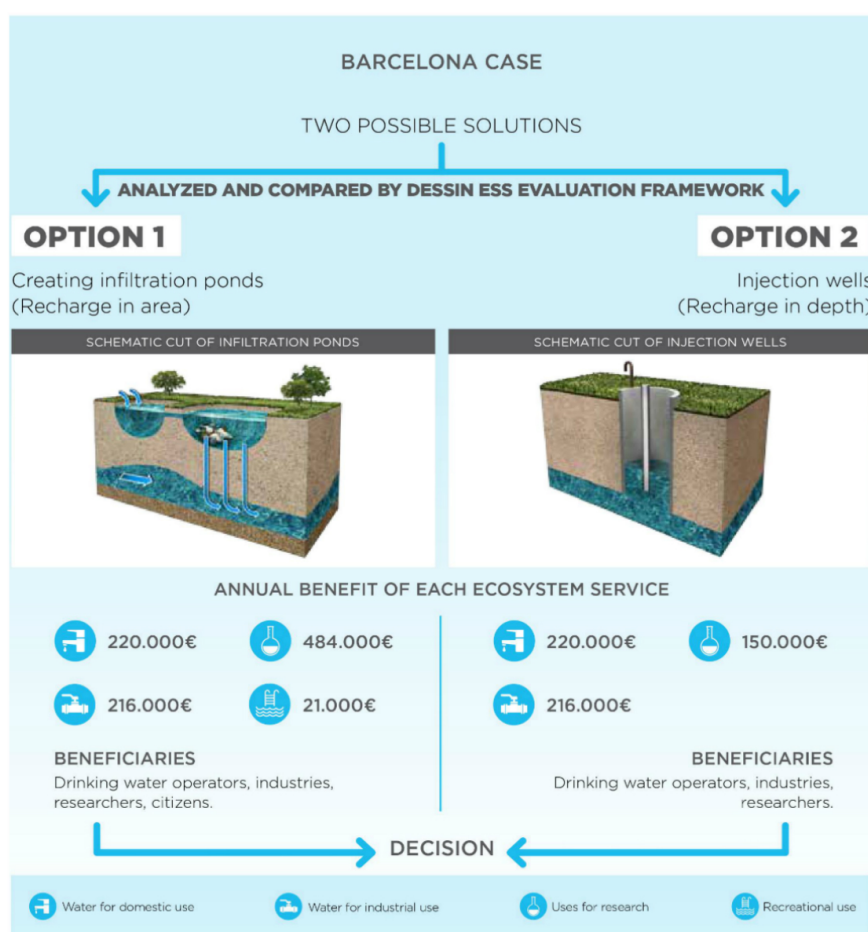 BARCELONA CASE
TWO POSSIBLE SOLUTIONS
ANALYZED AND COMPARED BY DESSIN ESS EVALUATION FRAMEWORK
OPTION 1
Creating infiltration ponds
(Recharge in area)
OPTION 2
Injection wells
(Recharge in depth)
SCHEMATIC CUT OF INFILTRATION PONDS
SCHEMATIC CUT OF INJECTION WELLS
ANNUAL BENEFIT OF EACH ECOSYSTEM SERVICE
220.000€
484.000€
216.000€
21.000€
BENEFICIARIES
Drinking water operators, industries,
researchers, citizens.
220.000€
150.000€
216.000€
BENEFICIARIES
Drinking water operators, industries,
researchers.
DECISION
Water for domestic use
Water for industrial use
Uses for research
Recreational use